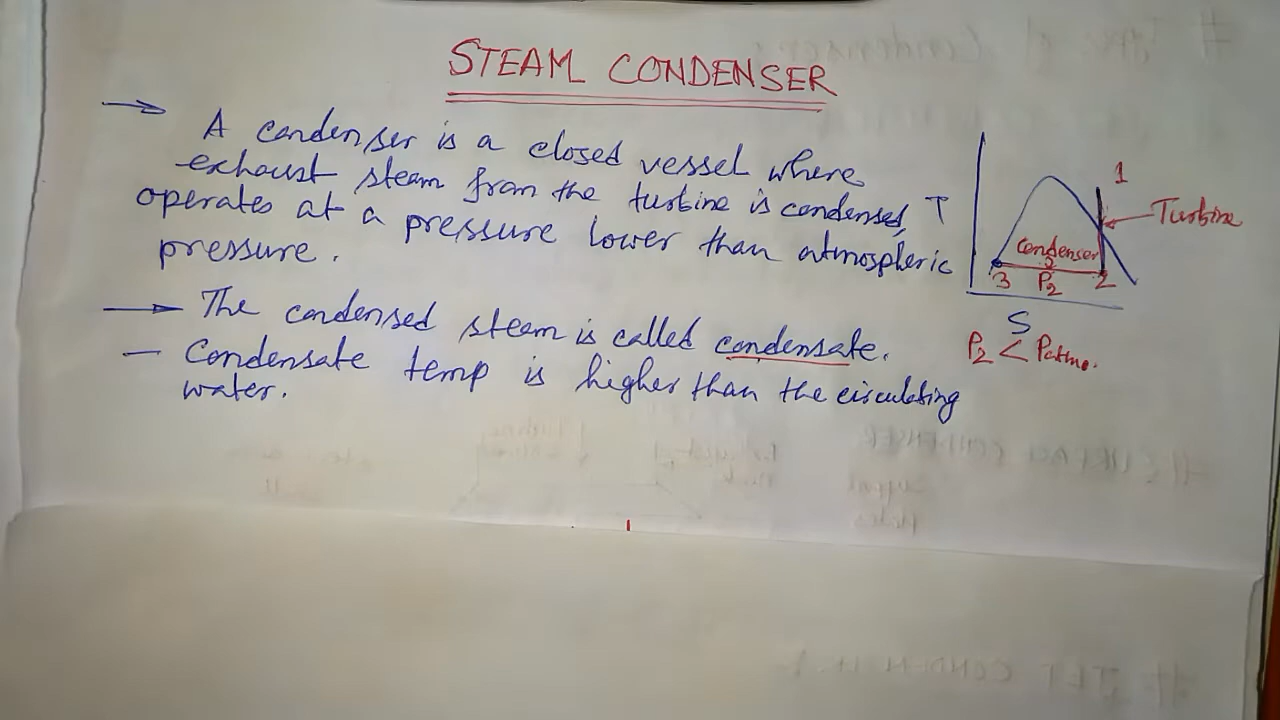 STEAM CONDENSER
A condenser is a closed vessel where
exhaust steam from the turbine is condensed,
operates at a pressure lower than atmospheric
pressure.
The condensed steam is called condensate.
— Condensate temp is higher than the circulating
water.
T
1
Turbine
Condenser
3
P2
2
S
P2 < Patm.